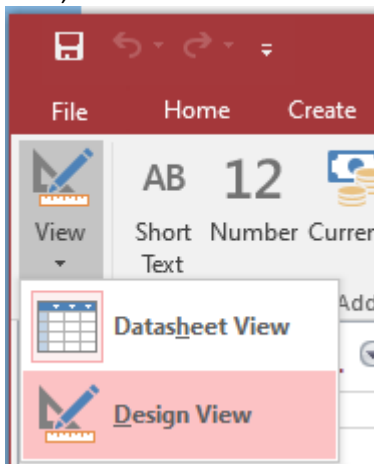 File Home Create
AB 12
View Short Number Curren
Text
Add
Datasheet View
Design View